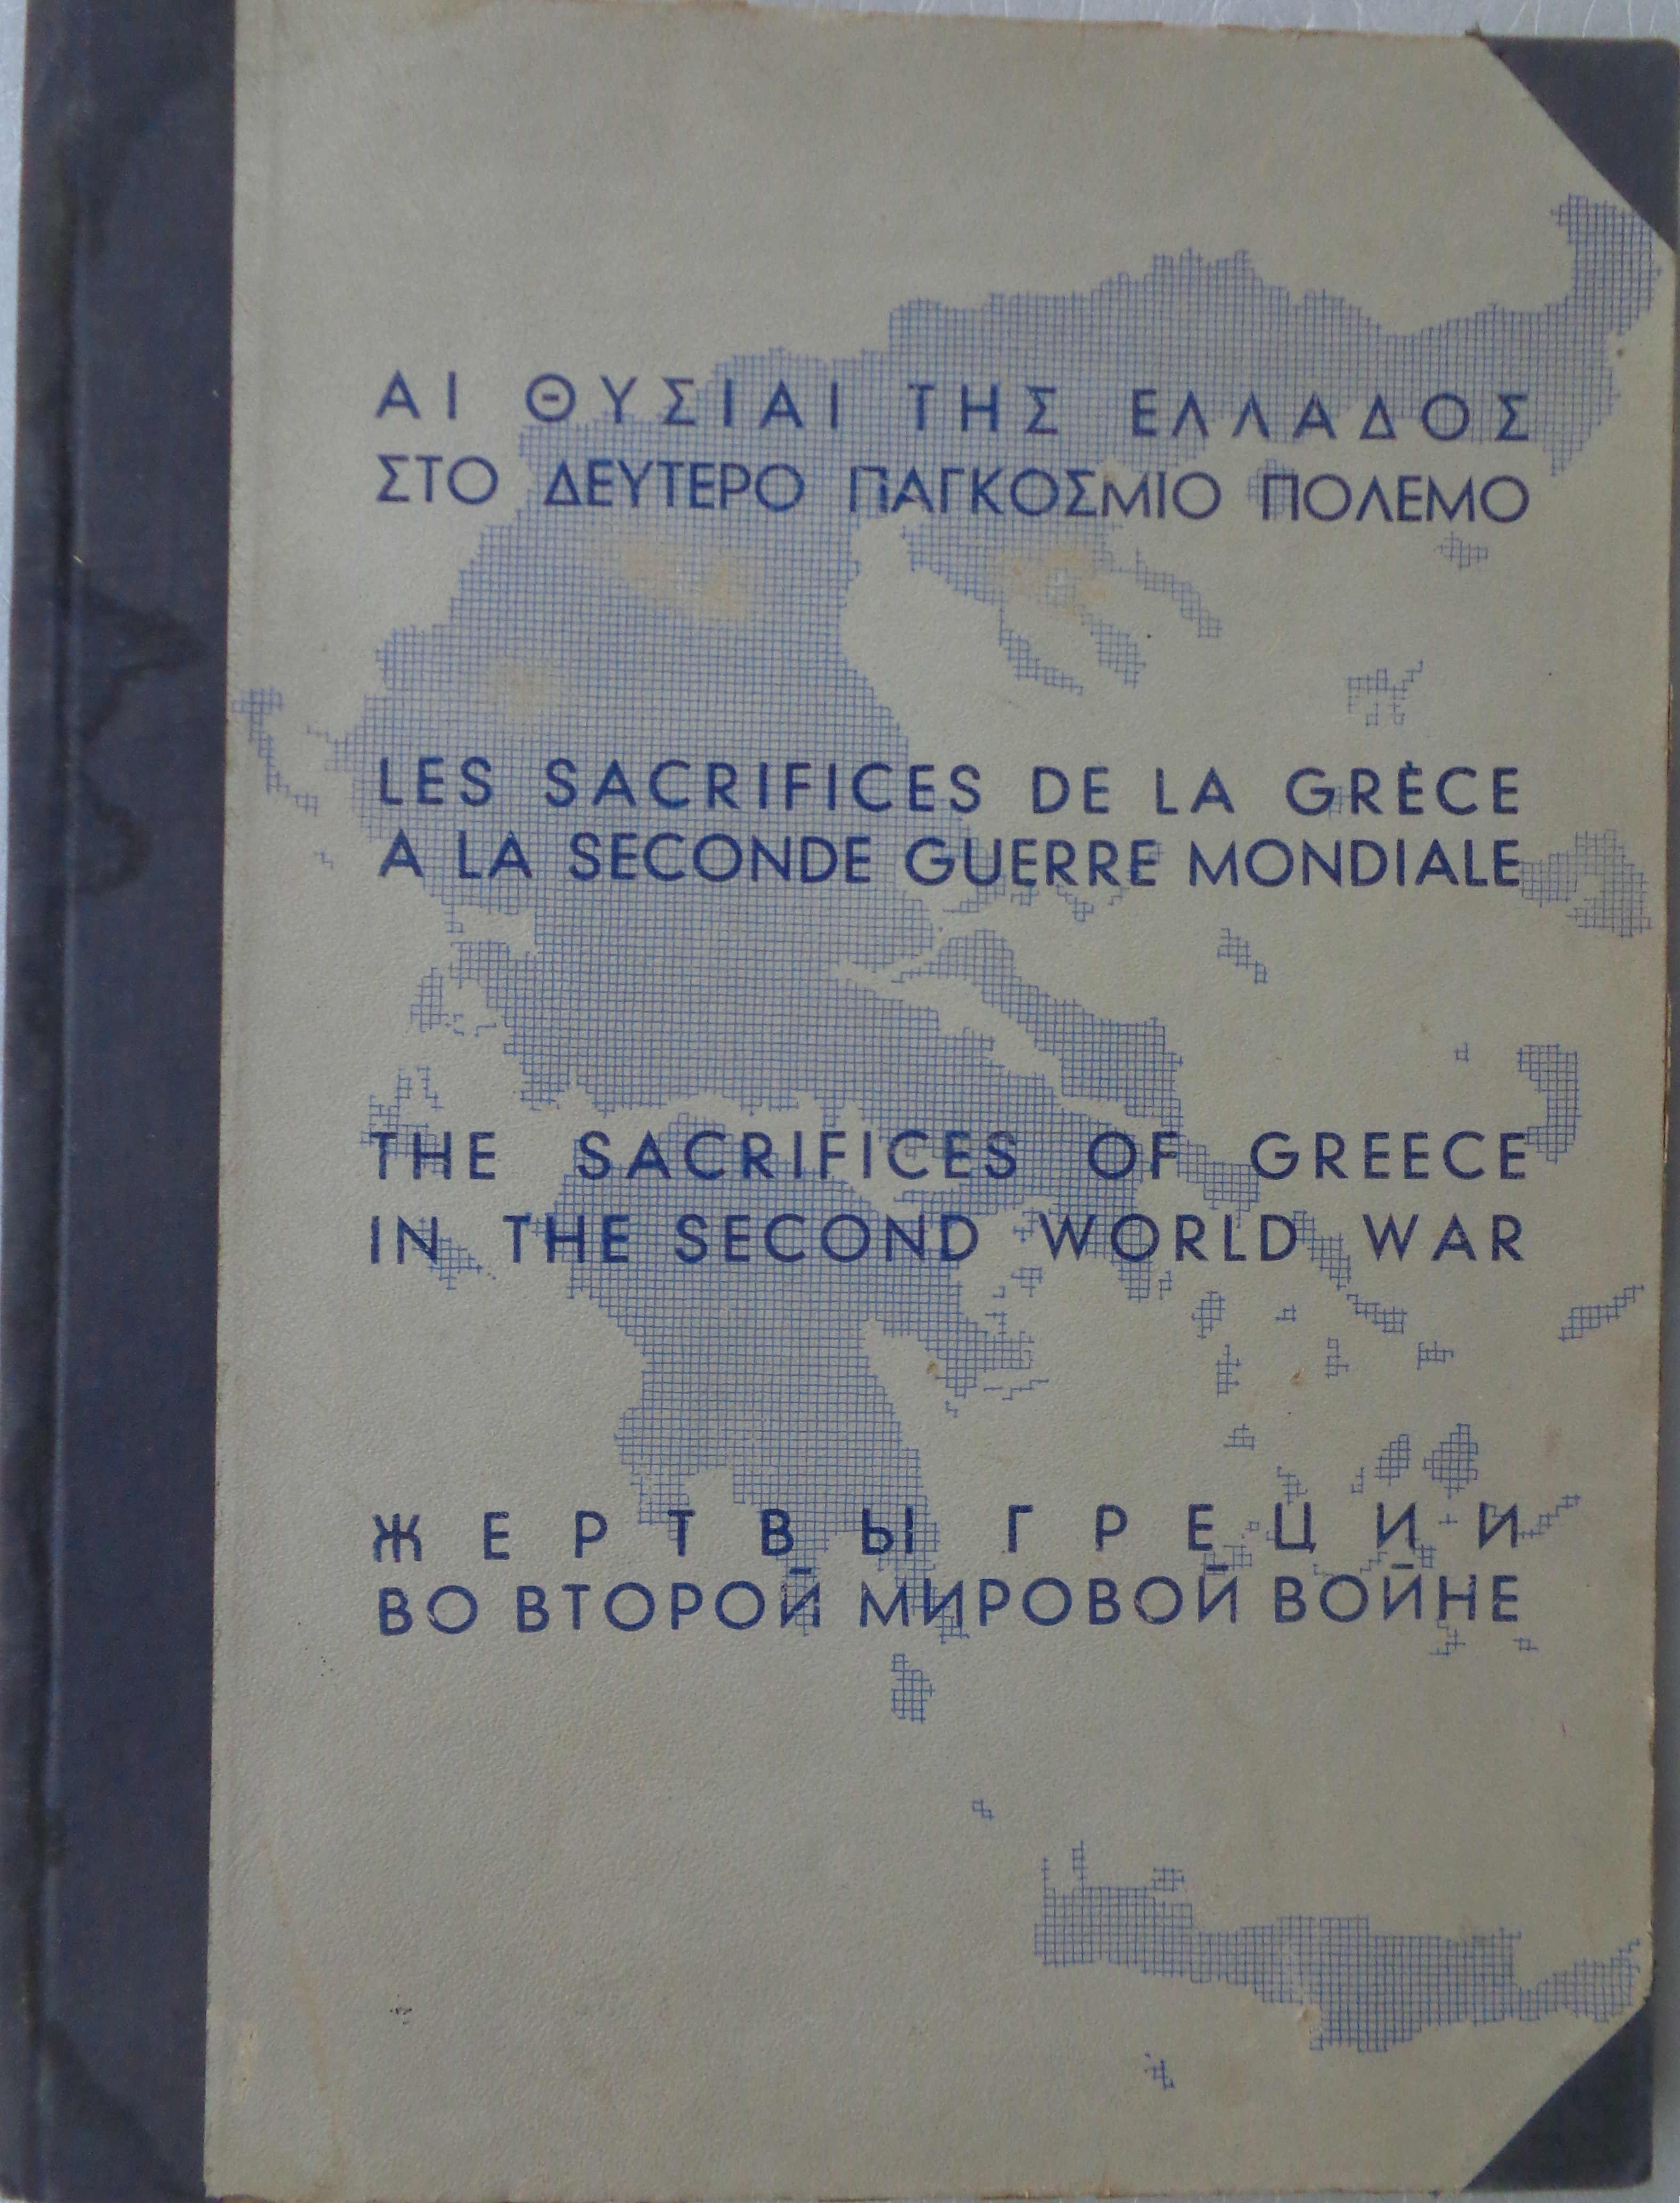 ΑΙ ΘΥΣΙΑΙ ΤΗΣ ΕΛΛΑΔΟΣ
ΣΤΟ ΔΕΥΤΕΡΟ ΠΑΓΚΟΣΜΙΟ ΠΟΛΕΜΟ
LES SACRIFICES DE LA GRÈCE
A LA SECONDE GUERRE MONDIALE
THE SACRIFICES OF GREECE
IN THE SECOND WORLD WAR
ЖЕРТВЫ ГРЕЦИИ
ВО ВТОРОЙ МИРОВОЙ ВОЙНЕ